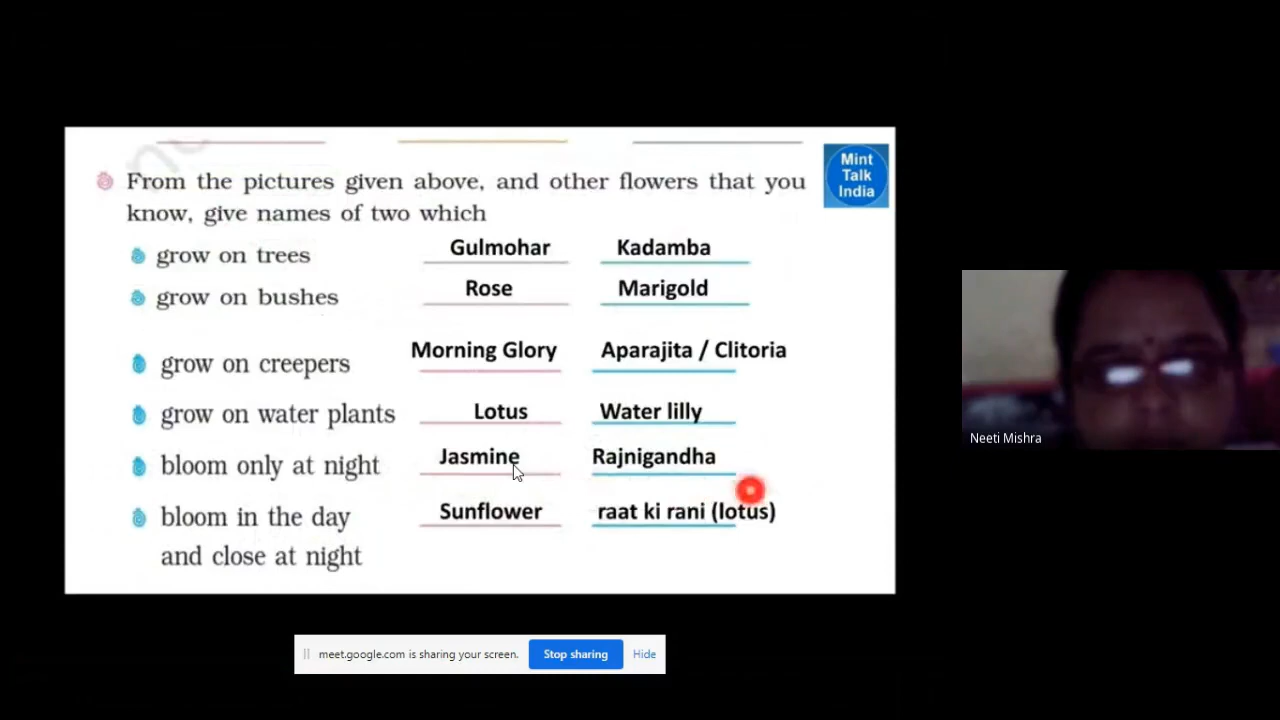 From the pictures given above, and other flowers that you
know, give names of two which
Mint
Talk
India
grow on trees Gulmohar Kadamba
grow on bushes Rose Marigold
grow on creepers Morning Glory Aparajita / Clitoria
grow on water plants Lotus Water lilly
bloom only at night Jasmine Rajnigandha
bloom in the day Sunflower raat ki rani (lotus)
and close at night
Neeti Mishra
meet.google.com is sharing your screen. Stop sharing Hide